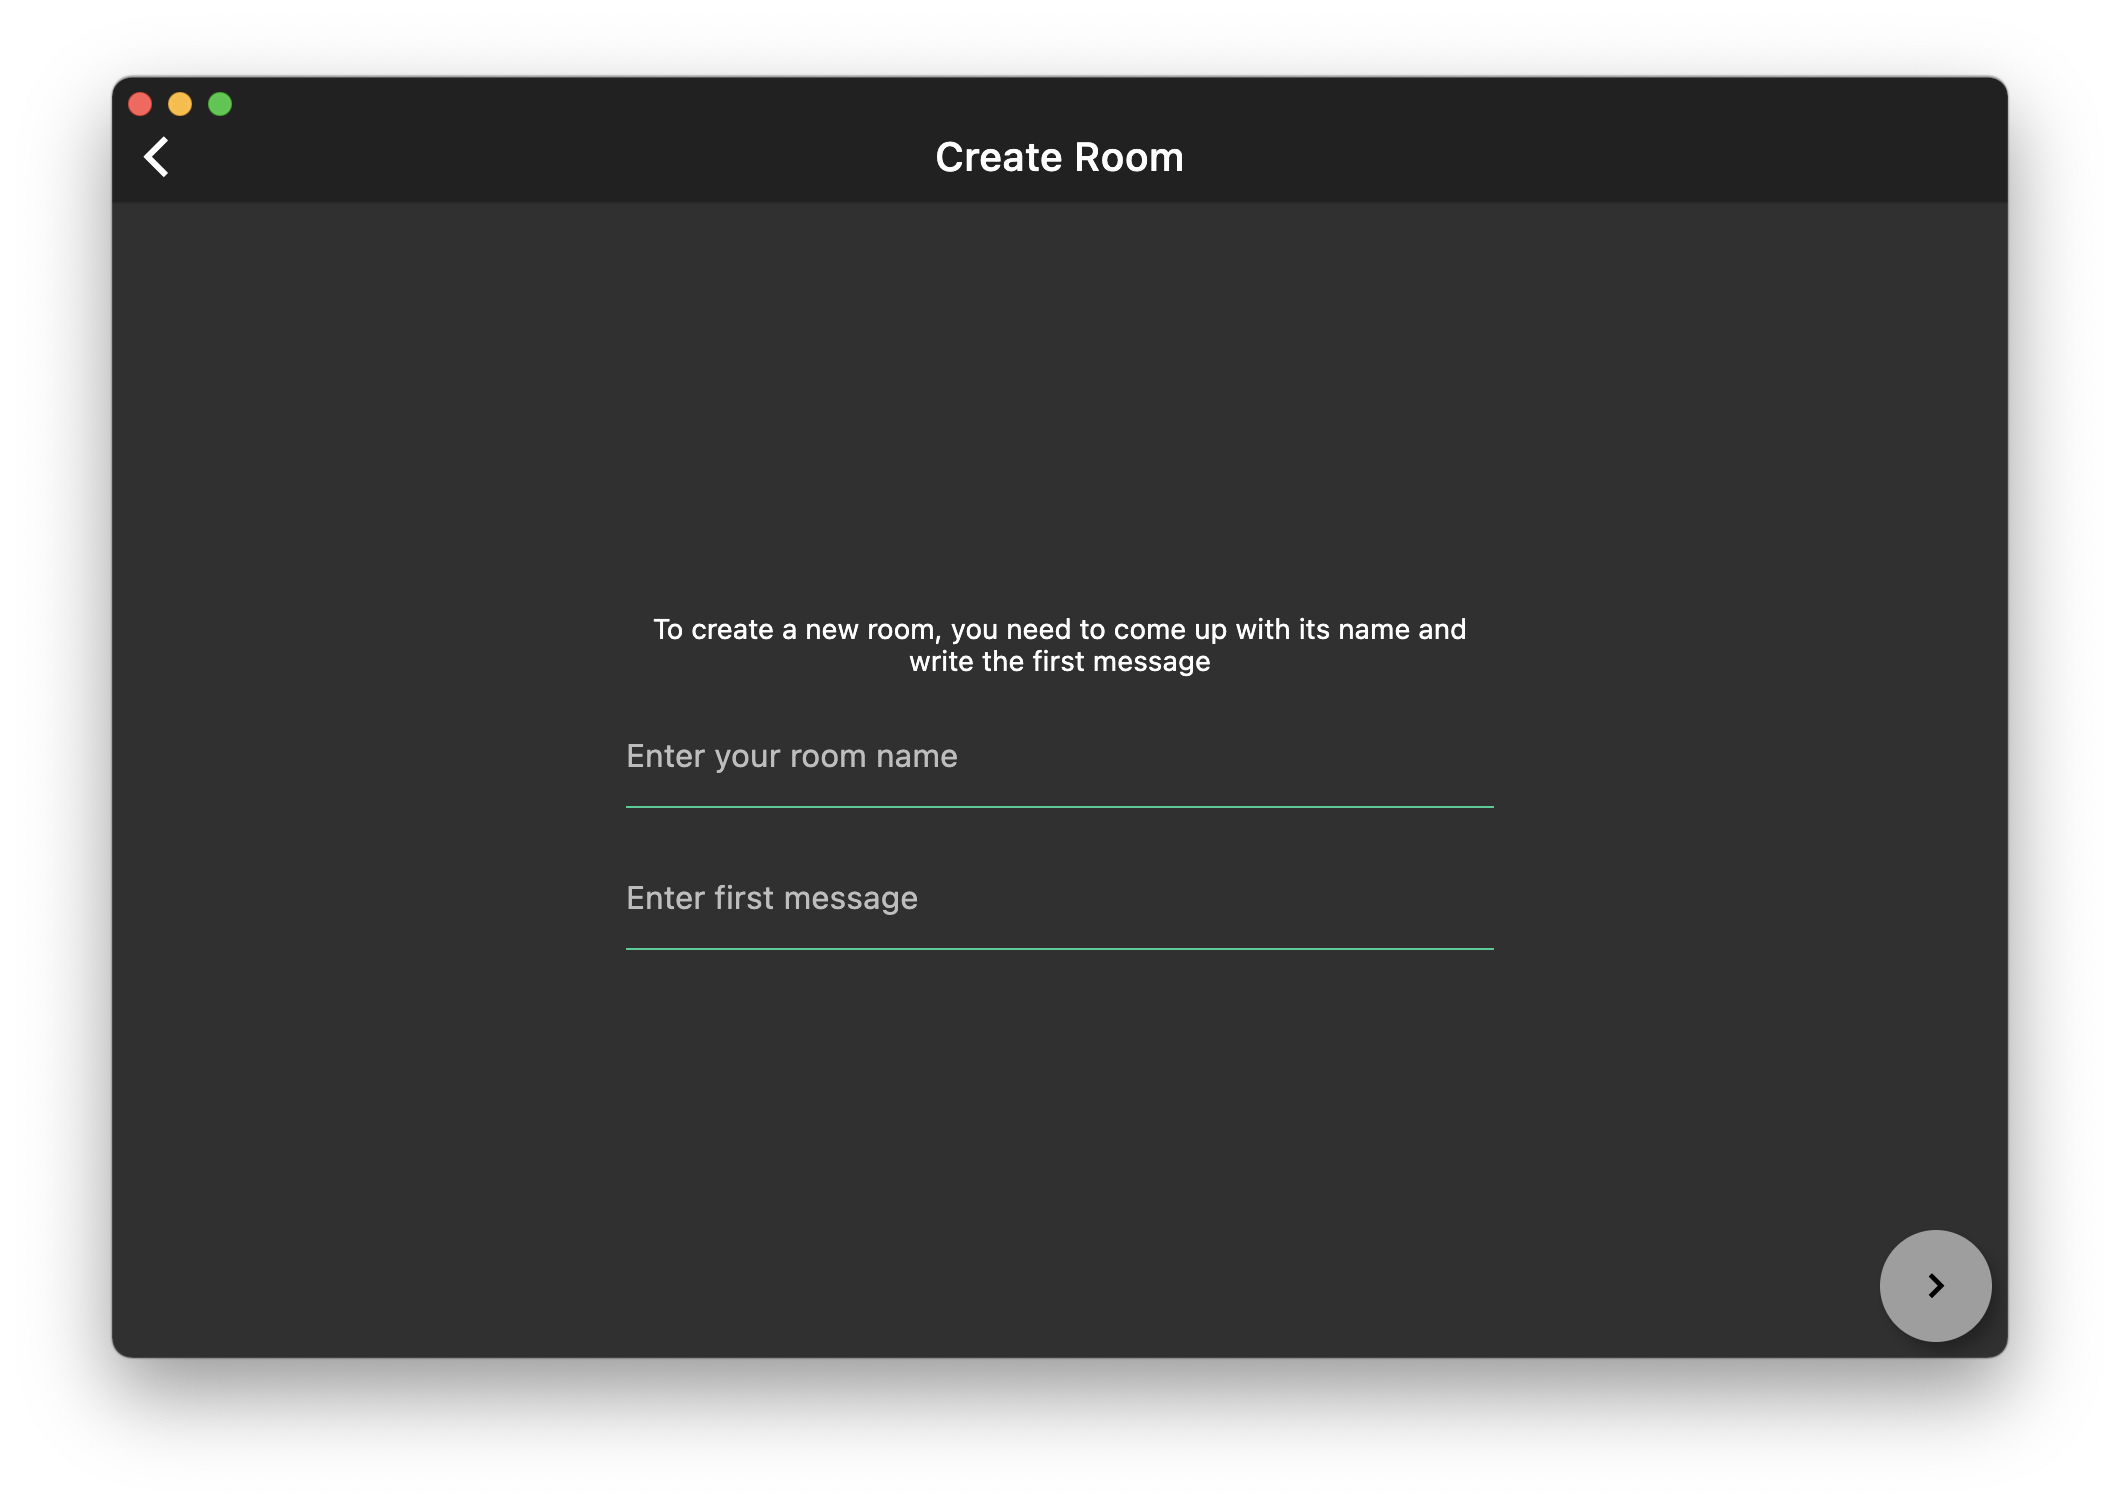 Create Room
To create a new room, you need to come up with its name and
write the first message
Enter your room name
Enter first message